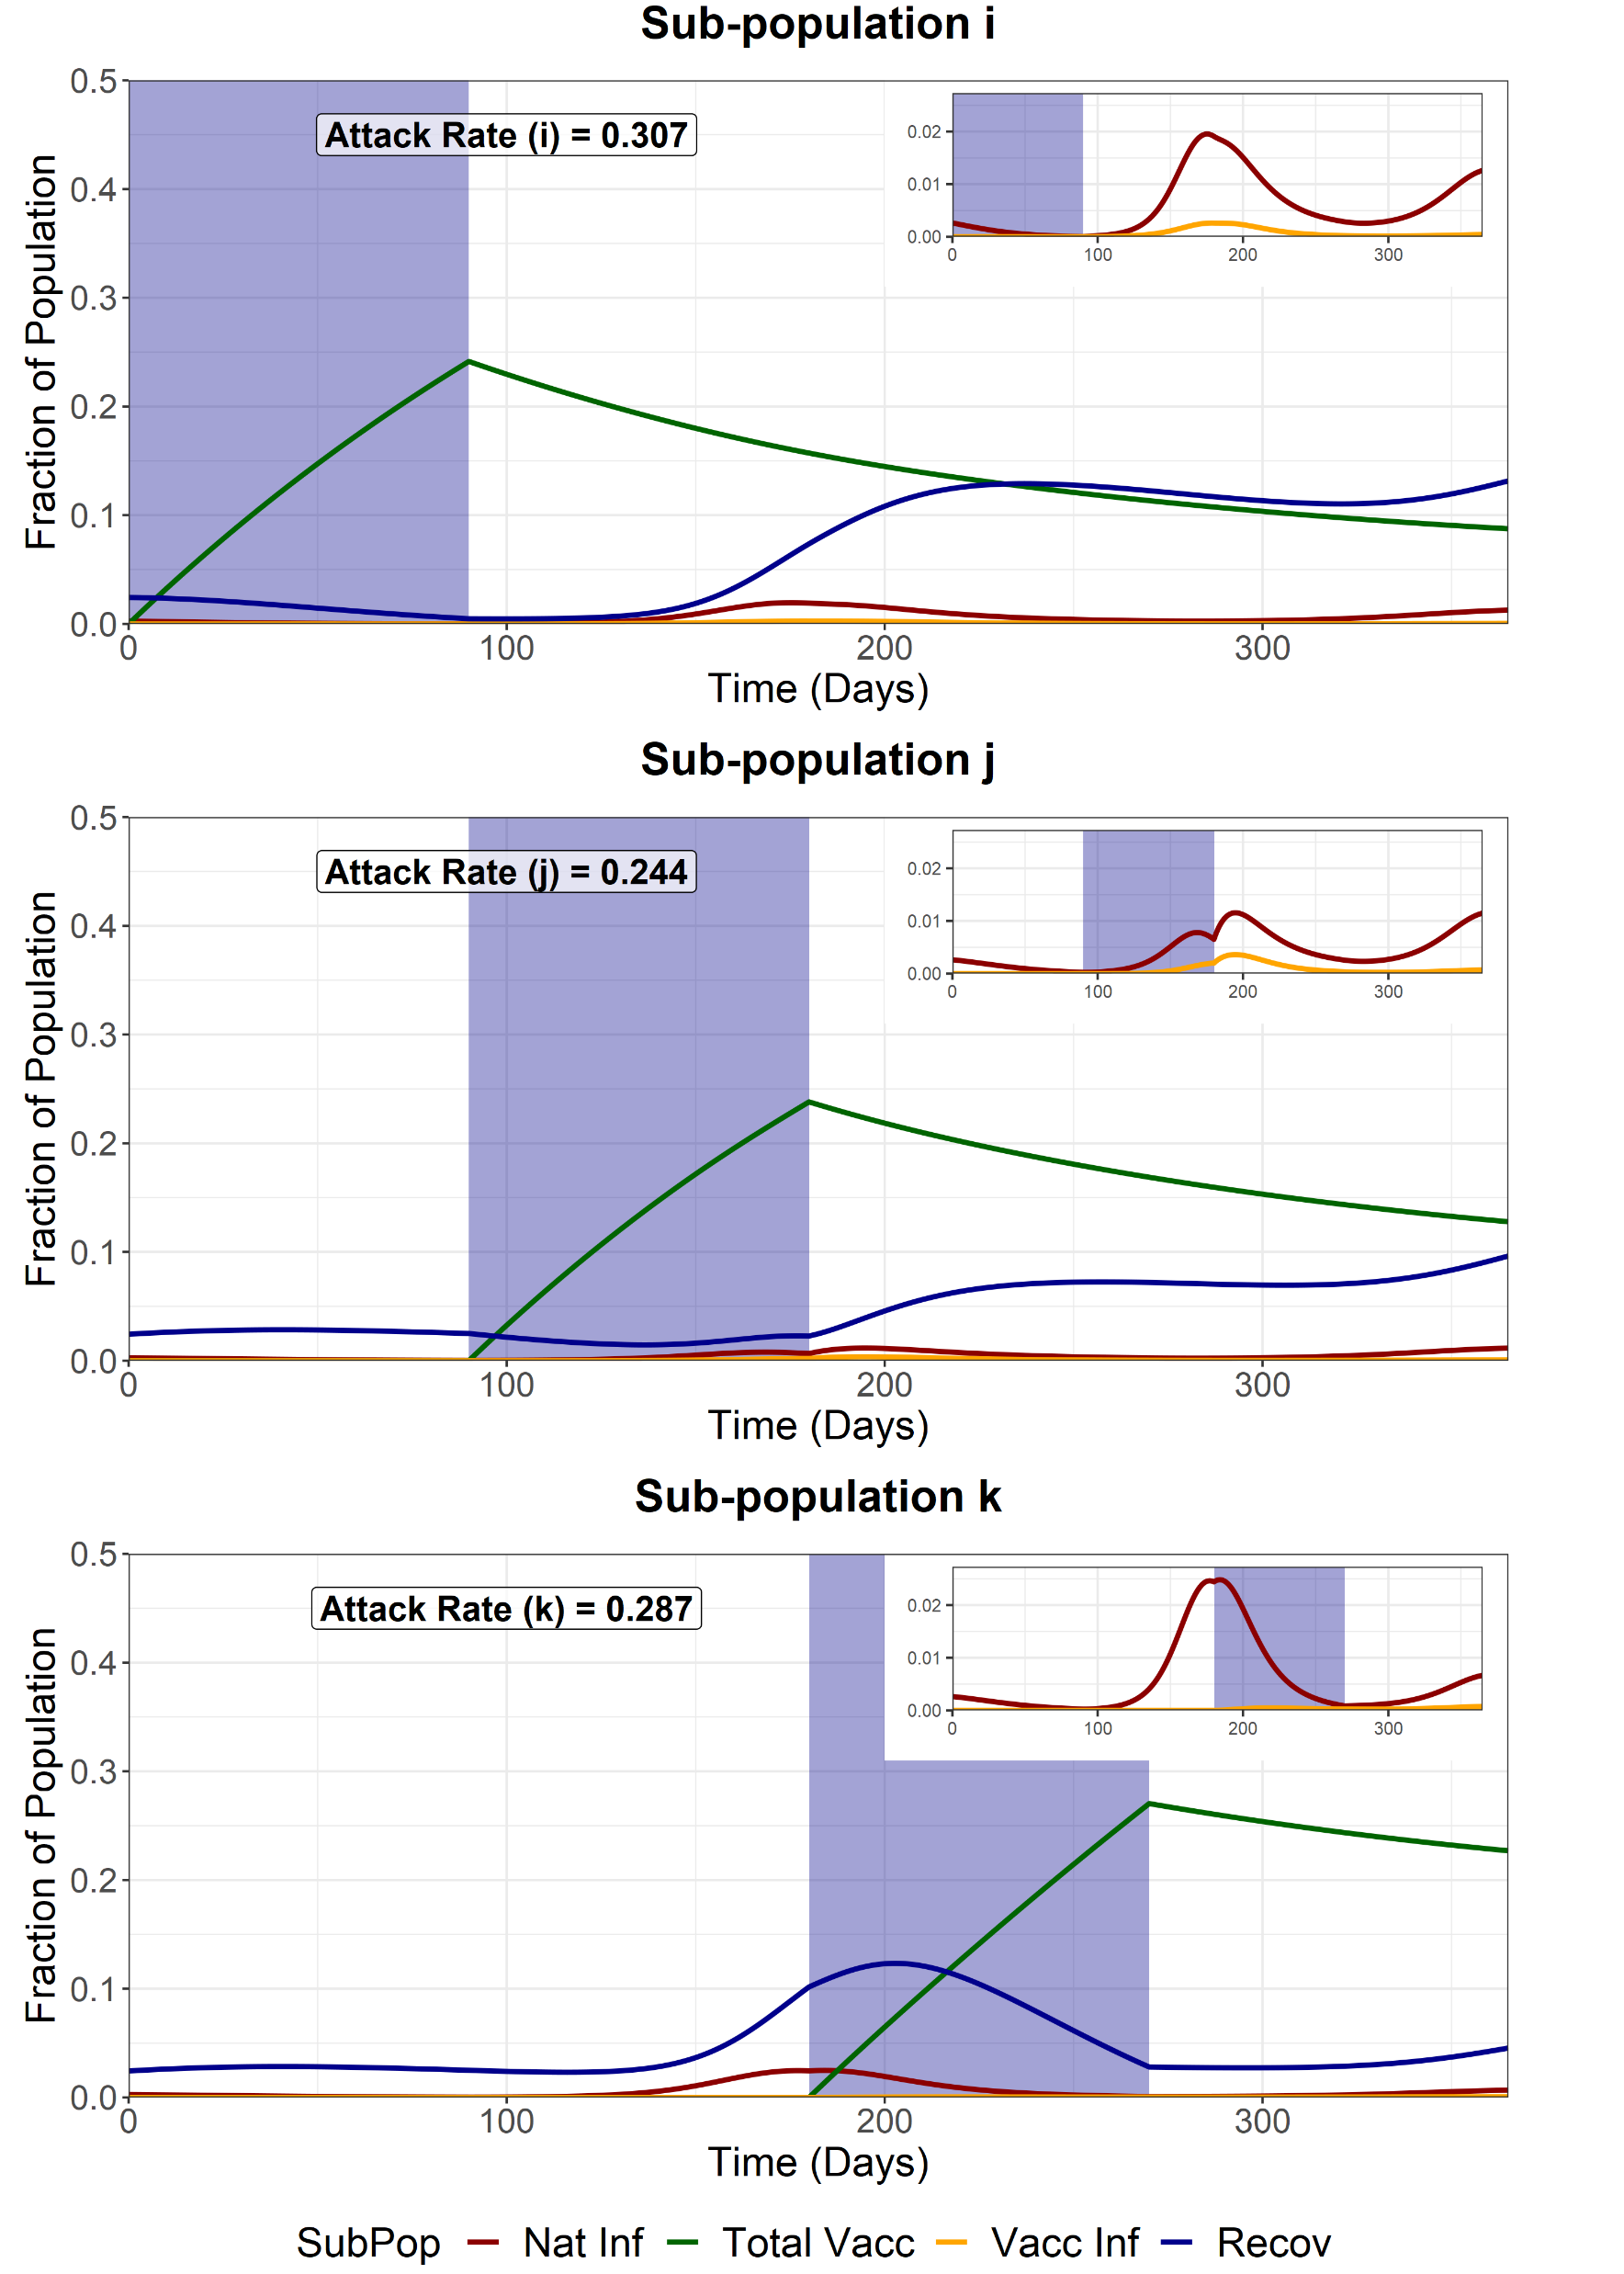 Sub-population i
0.5
0.4
0.3
0.2
0.1
0.0
Fraction of Population
Attack Rate (i) = 0.307
0.02
0.01
0.00
0 100 200 300
0 100 200 300
Time (Days)
Sub-population j
0.5
0.4
0.3
0.2
0.1
0.0
Fraction of Population
Attack Rate (j) = 0.244
0.02
0.01
0.00
0 100 200 300
0 100 200 300
Time (Days)
Sub-population k
0.5
0.4
0.3
0.2
0.1
0.0
Fraction of Population
Attack Rate (k) = 0.287
0.02
0.01
0.00
0 100 200 300
0 100 200 300
Time (Days)
SubPop Nat Inf Total Vacc Vacc Inf Recov